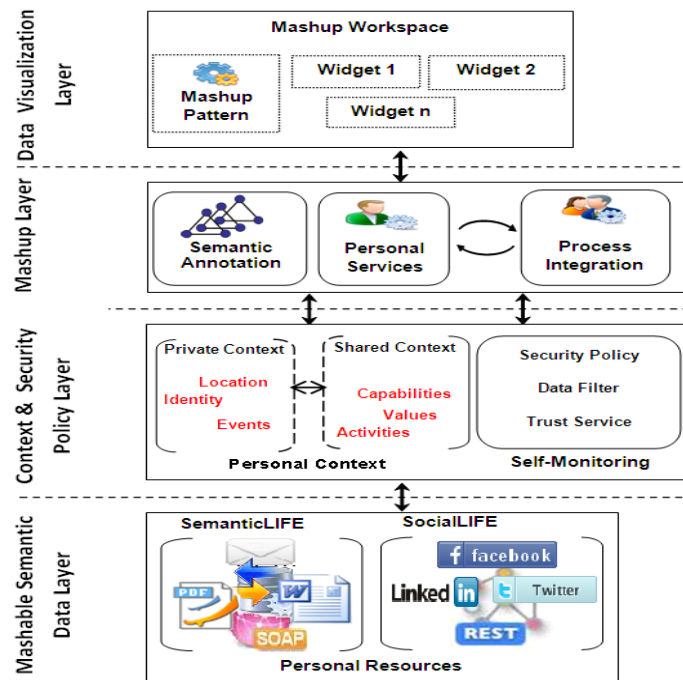 Data Visualization
Layer
Mashup Workspace
Mashup
Pattern
Widget 1
Widget 2
Widget n
Mashup Layer
Semantic
Annotation
Personal
Services
Process
Integration
Context & Security
Policy Layer
Private Context
Location
Identity
Events
Shared Context
Capabilities
Values
Activities
Personal Context
Security Policy
Data Filter
Trust Service
Self-Monitoring
Mashable Semantic
Data Layer
SemanticLIFE
PDF
W
SOAP
SocialLIFE
f facebook
Linked in
t Twitter
REST
Personal Resources